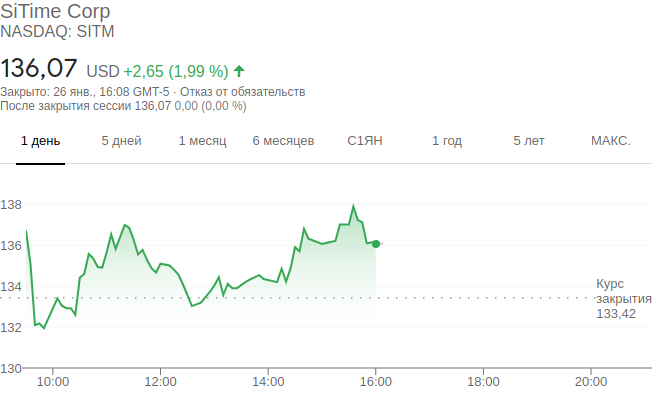 SiTime Corp
NASDAQ: SITM
136,07 USD +2,65 (1,99 %)
Закрыто: 26 янв., 16:08 GMT-5 · Отказ от обязательств
После закрытия сессии 136,07 0,00 (0,00 %)
1 день 5 дней 1 месяц 6 месяцев С1ЯН 1 год 5 лет МАКС.
138
136
134
132
130
Курс
закрытия
133,42
10:00 12:00 14:00 16:00 18:00 20:00